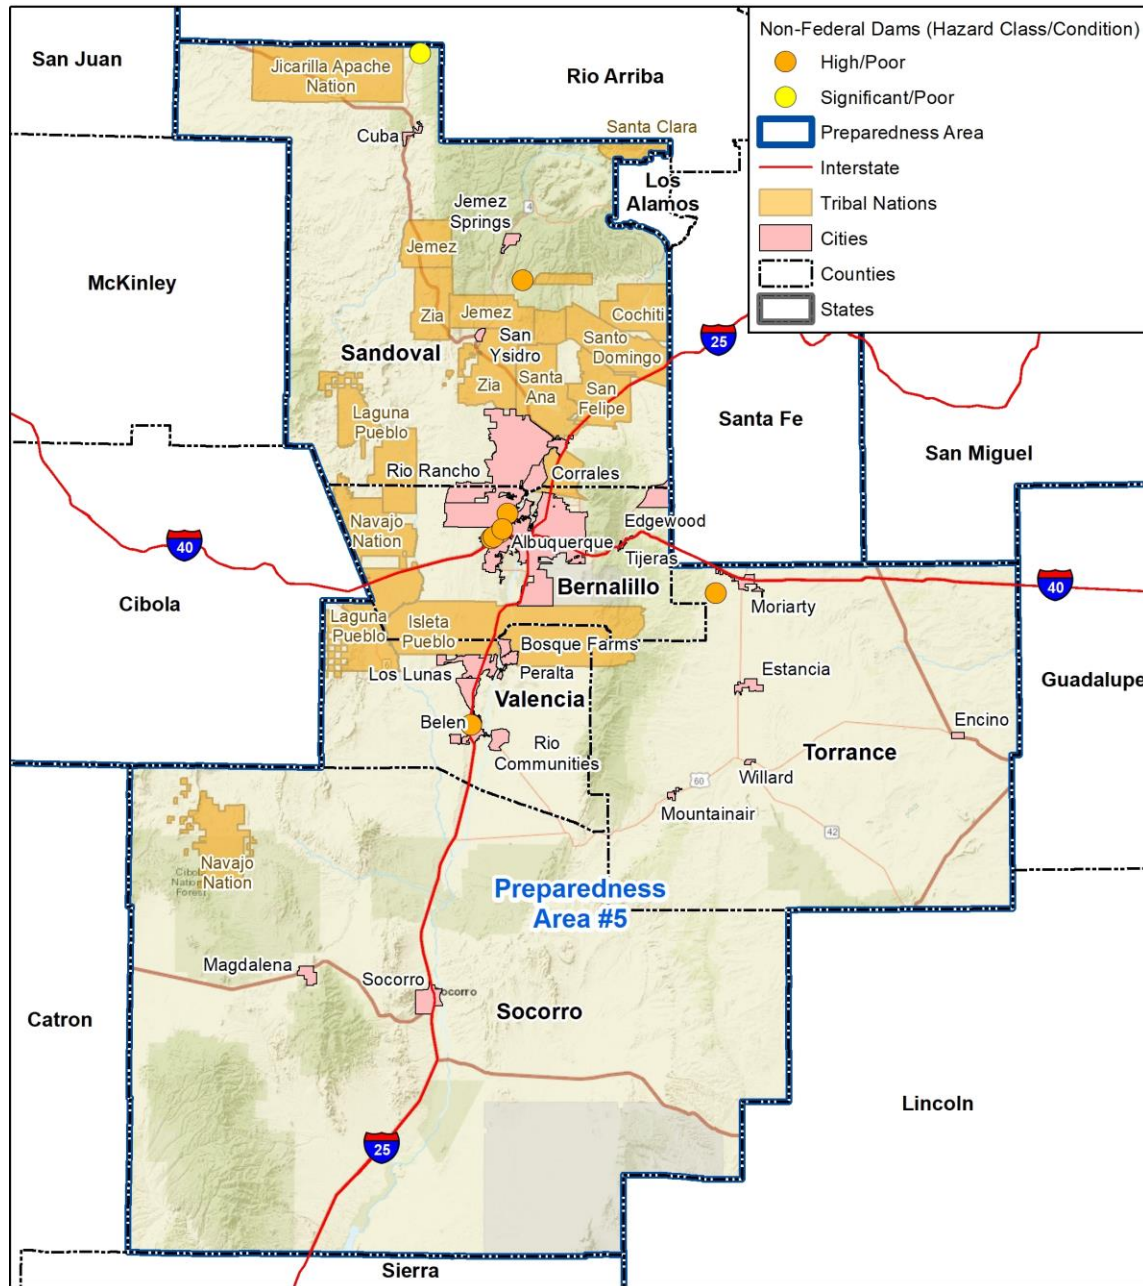 Non-Federal Dams (Hazard Class/Condition)
High/Poor
Significant/Poor
Preparedness Area
Interstate
Tribal Nations
Cities
Counties
States
San Juan
Jicarilla Apache
Nation
Rio Arriba
Cuba
Santa Clara
Los
Alamos
Jemez
Springs
4
Jemez
McKinley
Zia
Jemez
Cochiti
San
Ysidro
Santo
Domingo
25
Sandoval
Zia
Santa
Ana
San
Felipe
Laguna
Pueblo
Santa Fe
San Miguel
Rio Rancho
Corrales
Navajo
Nation
Edgewood
40
Albuquerque
Tijeras
Bernalillo
40
Moriarty
Cibola
Laguna
Pueblo
Isleta
Pueblo
Bosque Farms
Los Lunas
Peralta
Estancia
Guadalupe
Valencia
Belen
Encino
Rio
Communities
Torrance
Willard
60
Mountainair
42
Navajo
Nation
Cibola
National
Forest
Preparedness
Area #5
Magdalena
Socorro
ocorro
Socorro
Catron
Lincoln
25
Sierra